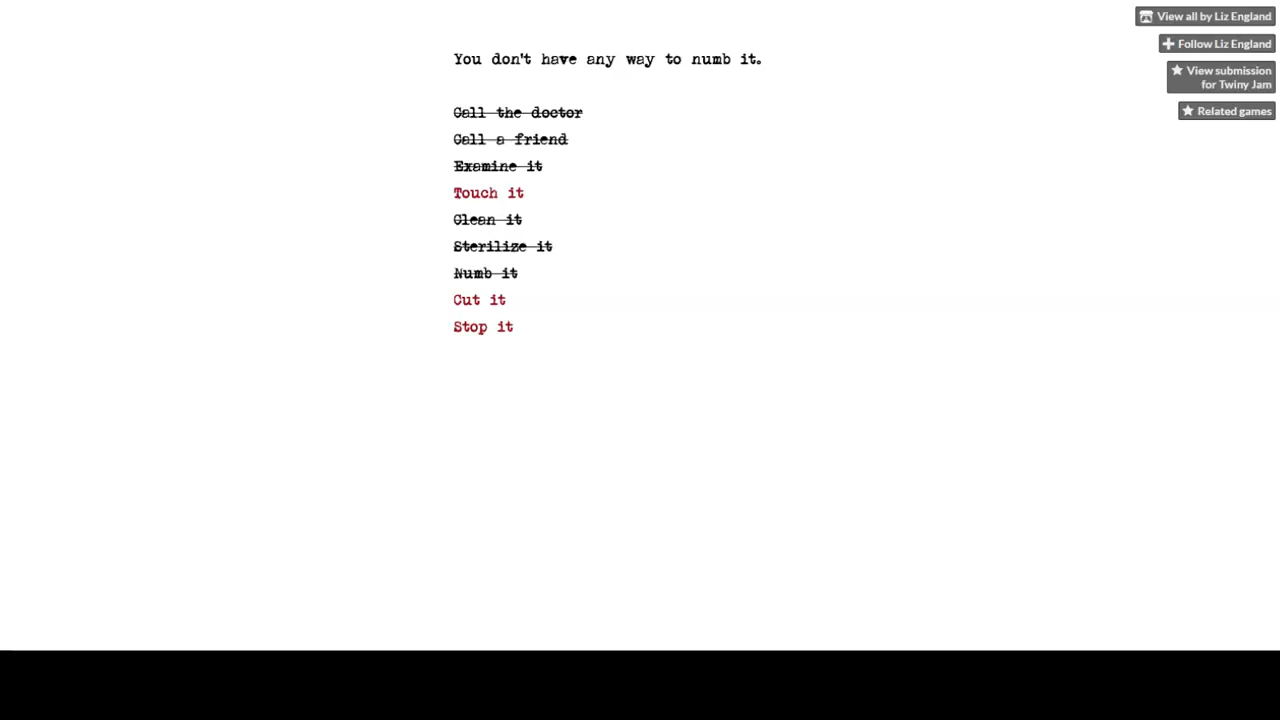 You don't have any way to numb it.
Call the doctor
Call a friend
Examine it
Touch it
Clean it
Sterilize it
Numb it
Cut it
Stop it
View all by Liz England
Follow Liz England
View submission
for Twiny Jam
Related games